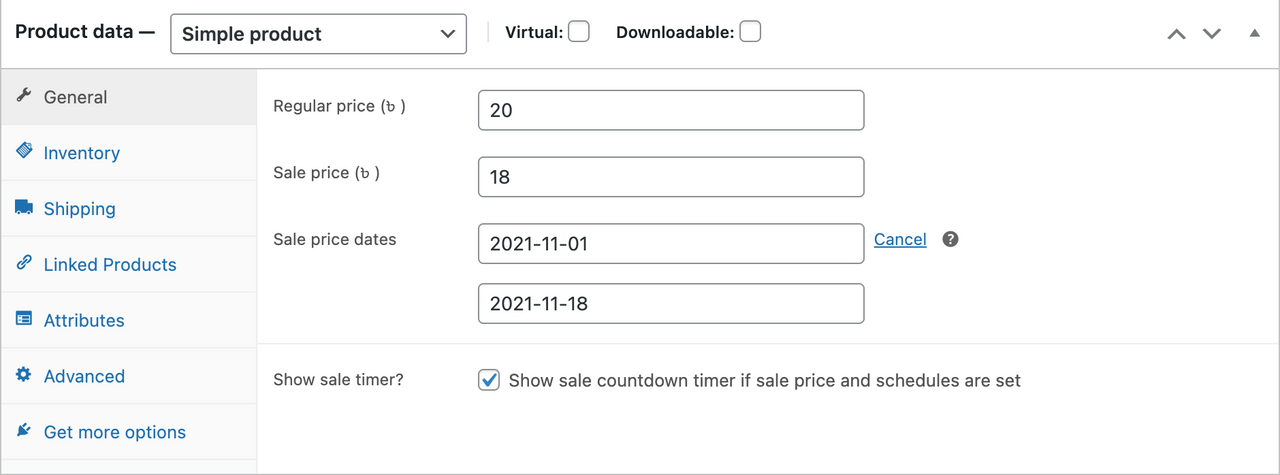 Product data — Simple product Virtual: Downloadable:
General
Inventory
Shipping
Linked Products
Attributes
Advanced
Get more options
Regular price (৳ ) 20
Sale price (৳ ) 18
Sale price dates 2021-11-01 Cancel ?
2021-11-18
Show sale timer? Show sale countdown timer if sale price and schedules are set